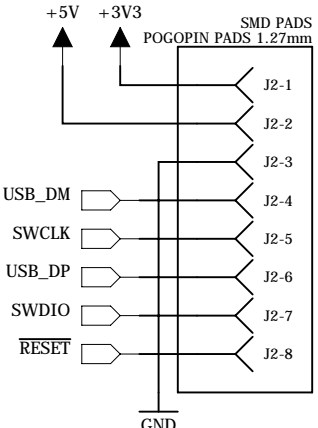 +5V +3V3
SMD PADS
POGOPIN PADS 1.27mm
J2-1
J2-2
J2-3
USB_DM J2-4
SWCLK J2-5
USB_DP J2-6
SWDIO J2-7
RESET J2-8
GND